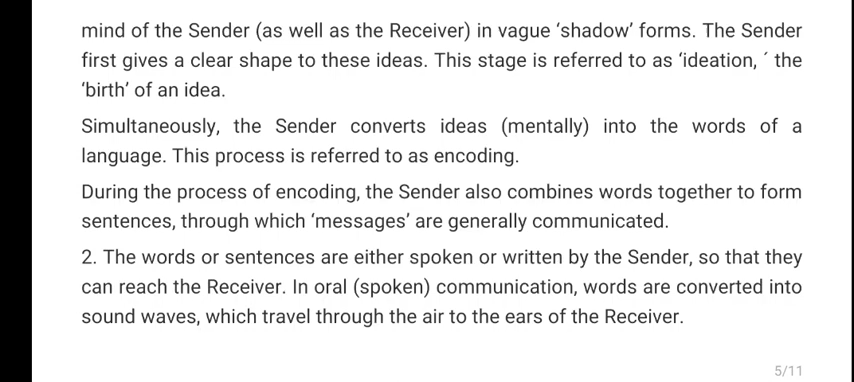 mind of the Sender (as well as the Receiver) in vague ‘shadow’ forms. The Sender
first gives a clear shape to these ideas. This stage is referred to as ‘ideation, ´ the
‘birth’ of an idea.
Simultaneously, the Sender converts ideas (mentally) into the words of a
language. This process is referred to as encoding.
During the process of encoding, the Sender also combines words together to form
sentences, through which ‘messages’ are generally communicated.
2. The words or sentences are either spoken or written by the Sender, so that they
can reach the Receiver. In oral (spoken) communication, words are converted into
sound waves, which travel through the air to the ears of the Receiver.
5/11